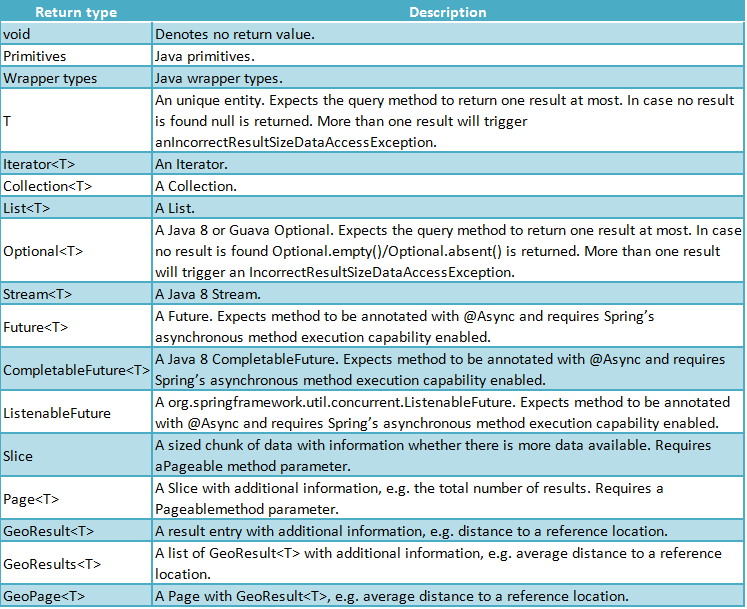 Return type Description
void Denotes no return value.
Primitives Java primitives.
Wrapper types Java wrapper types.
T An unique entity. Expects the query method to return one result at most. In case no result
is found null is returned. More than one result will trigger
anIncorrectResultSizeDataAccessException.
Iterator<T> An Iterator.
Collection<T> A Collection.
List<T> A List.
Optional<T> A Java 8 or Guava Optional. Expects the query method to return one result at most. In case
no result is found Optional.empty()/Optional.absent() is returned. More than one result
will trigger an IncorrectResultSizeDataAccessException.
Stream<T> A Java 8 Stream.
Future<T> A Future. Expects method to be annotated with @Async and requires Spring’s
asynchronous method execution capability enabled.
CompletableFuture<T> A Java 8 CompletableFuture. Expects method to be annotated with @Async and requires
Spring’s asynchronous method execution capability enabled.
ListenableFuture A org.springframework.util.concurrent.ListenableFuture. Expects method to be annotated
with @Async and requires Spring’s asynchronous method execution capability enabled.
Slice A sized chunk of data with information whether there is more data available. Requires
aPageable method parameter.
Page<T> A Slice with additional information, e.g. the total number of results. Requires a
Pageablemethod parameter.
GeoResult<T> A result entry with additional information, e.g. distance to a reference location.
GeoResults<T> A list of GeoResult<T> with additional information, e.g. average distance to a reference
location.
GeoPage<T> A Page with GeoResult<T>, e.g. average distance to a reference location.